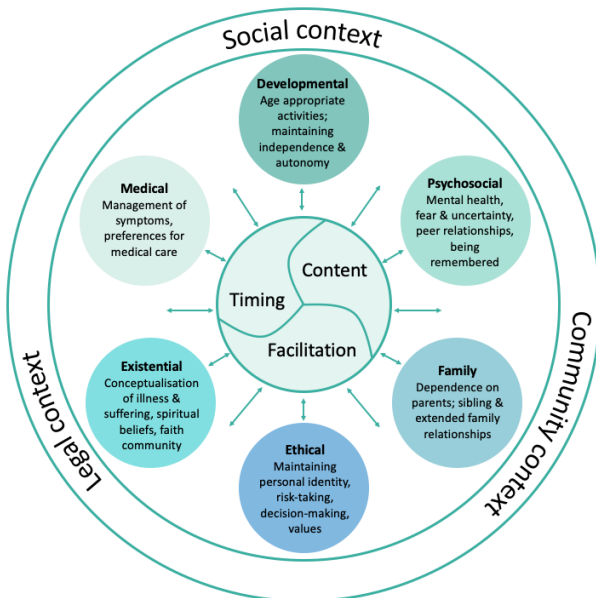 Social context
Developmental
Age appropriate
activities;
maintaining
independence &
autonomy
Medical
Management of
symptoms,
preferences for
medical care
Psychosocial
Mental health,
fear & uncertainty,
peer relationships,
being
remembered
Content
Timing
Facilitation
Existential
Conceptualisation of
illness &
suffering, spiritual
beliefs, faith
community
Family
Dependence on
parents; sibling &
extended family
relationships
Ethical
Maintaining
personal identity,
risk-taking,
decision-making,
values
Legal context
Community context